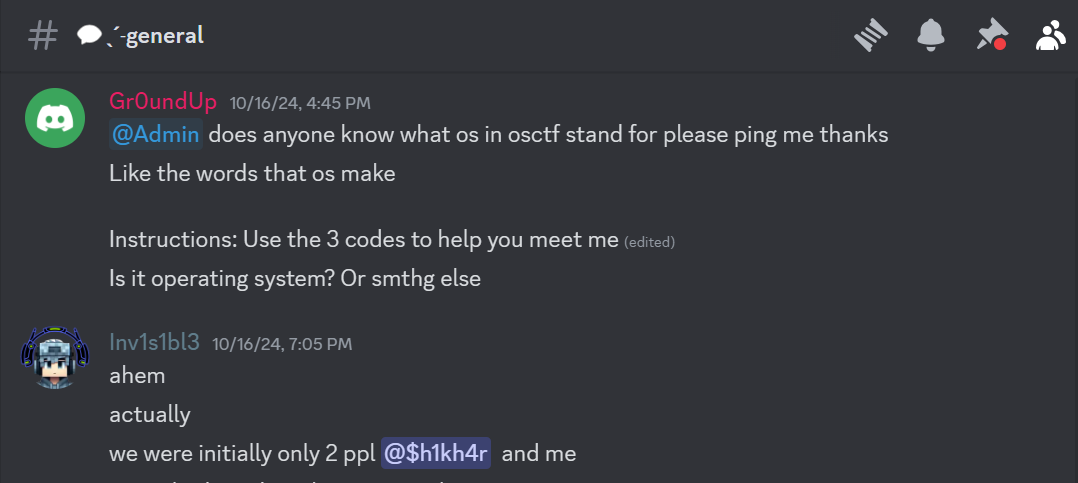 # 💬ˎˊ-general
Gr0undUp 10/16/24, 4:45 PM
@Admin does anyone know what os in osctf stand for please ping me thanks
Like the words that os make
Instructions: Use the 3 codes to help you meet me (edited)
Is it operating system? Or smthg else
Inv1s1bl3 10/16/24, 7:05 PM
ahem
actually
we were initially only 2 ppl @$h1kh4r and me